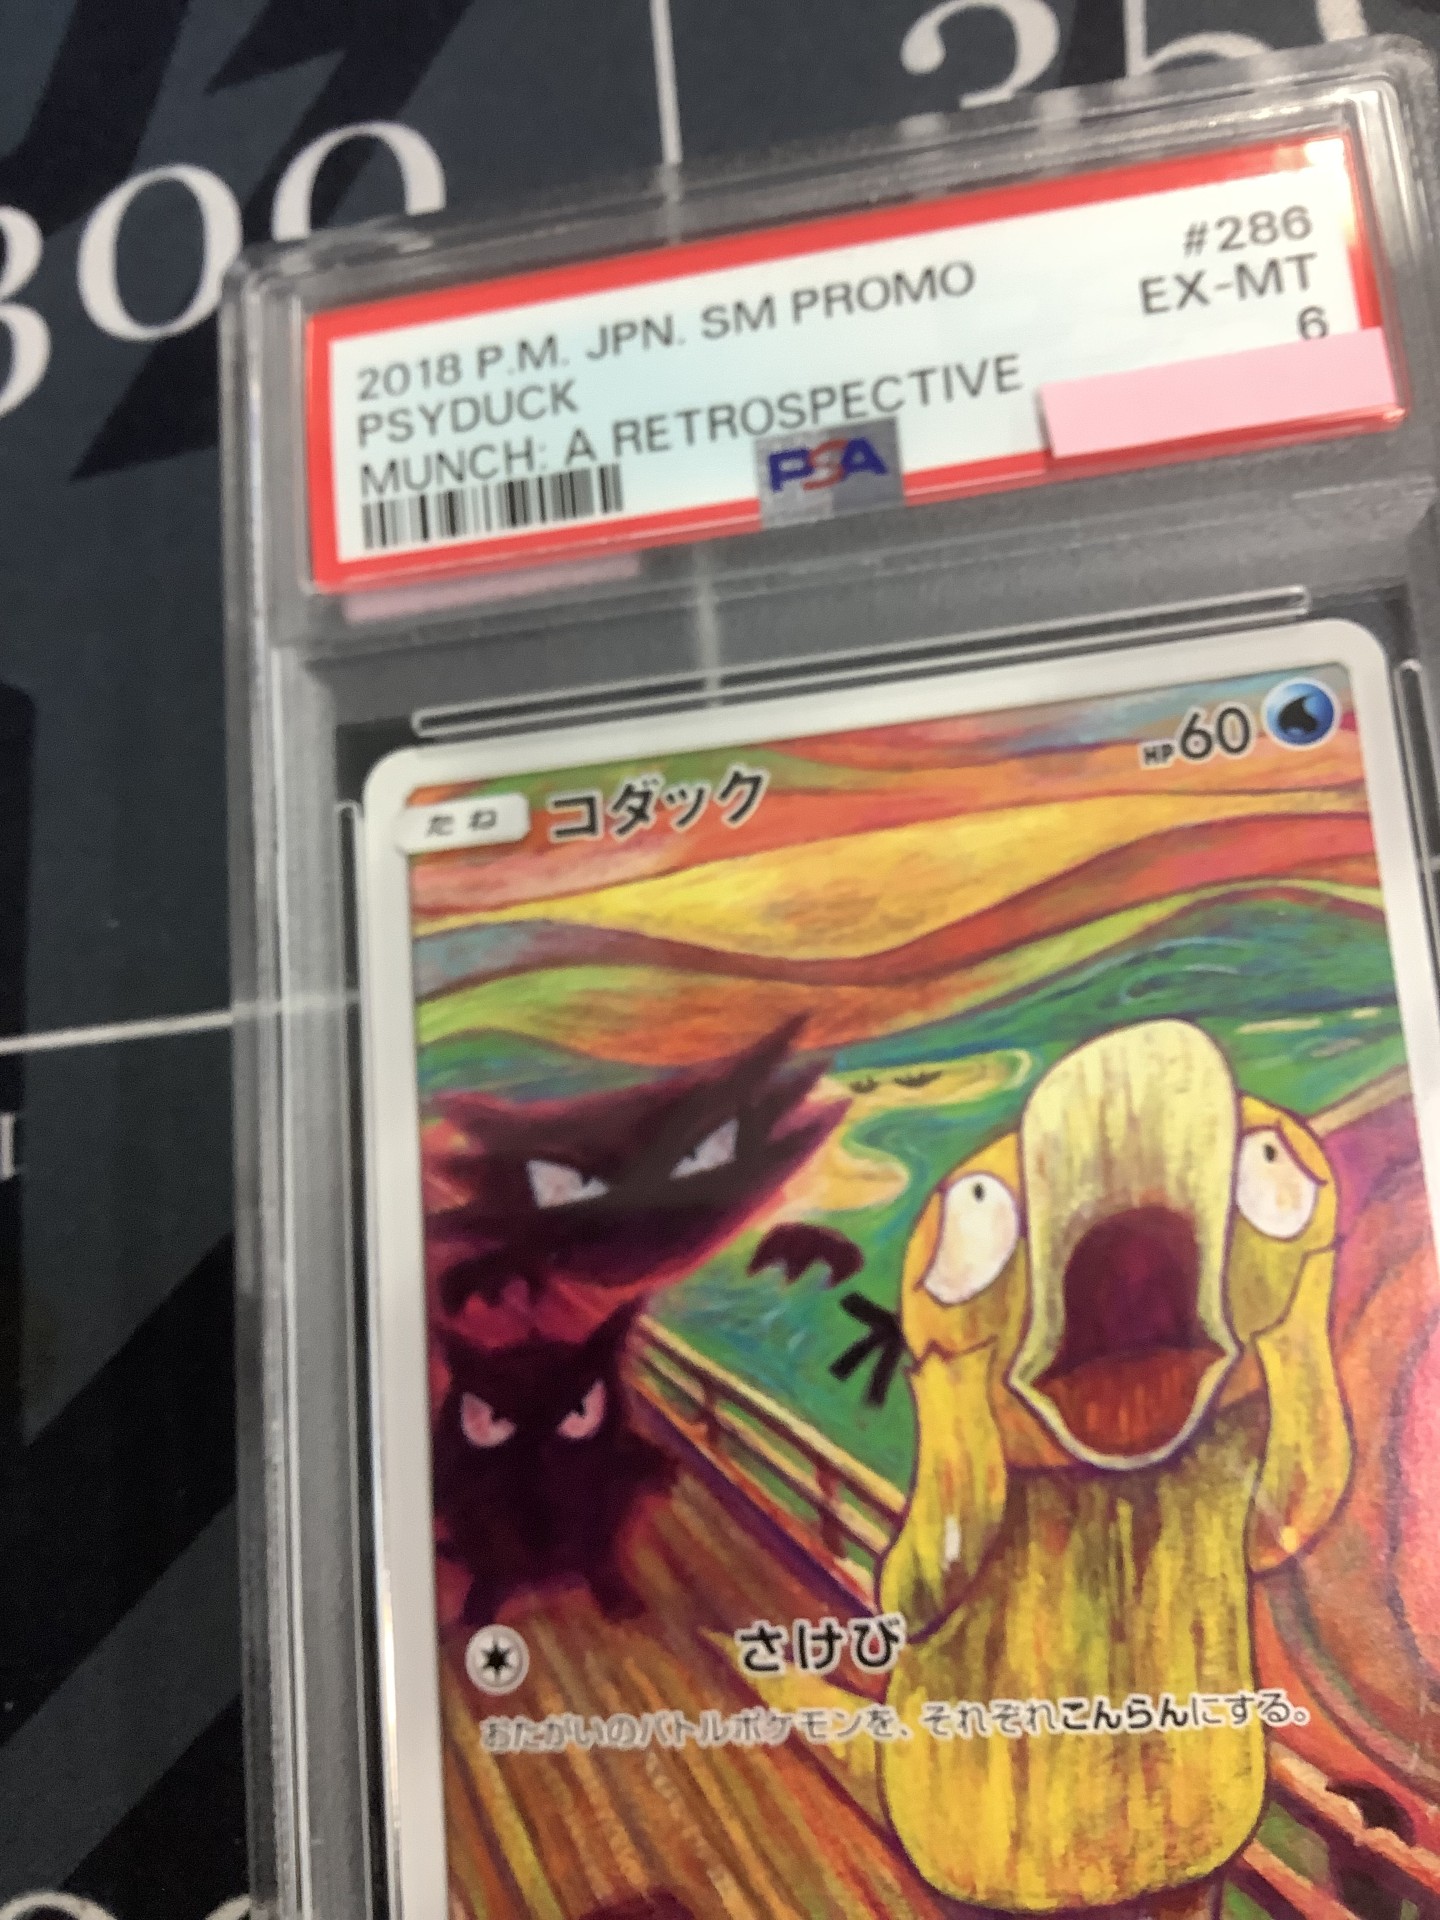 2018 P.M. JPN. SM PROMO
#286
PSYDUCK
EX-MT
MUNCH: A RETROSPECTIVE
6
PSA
たね
コダック
HP60
さけび
おたがいのバトルポケモンを、それぞれこんらんにする。